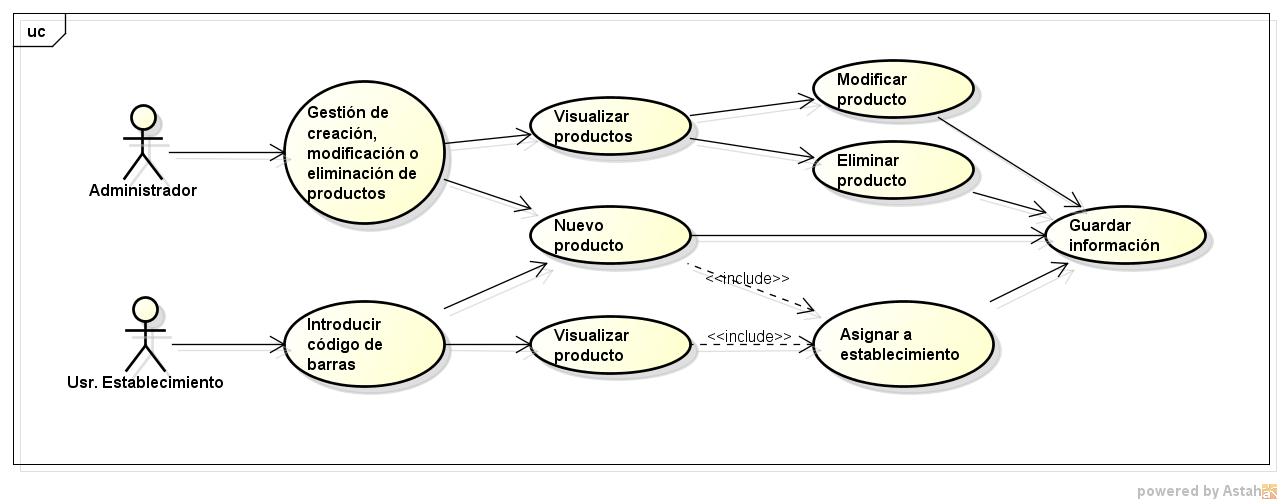 uc
Administrador
Gestión de
creación,
modificación o
eliminación de
productos
Visualizar
productos
Modificar
producto
Eliminar
producto
Nuevo
producto
Guardar
información
<<include>>
Usr. Establecimiento
Introducir
código de
barras
Visualizar
producto
<<include>>
Asignar a
establecimiento
powered by Astah